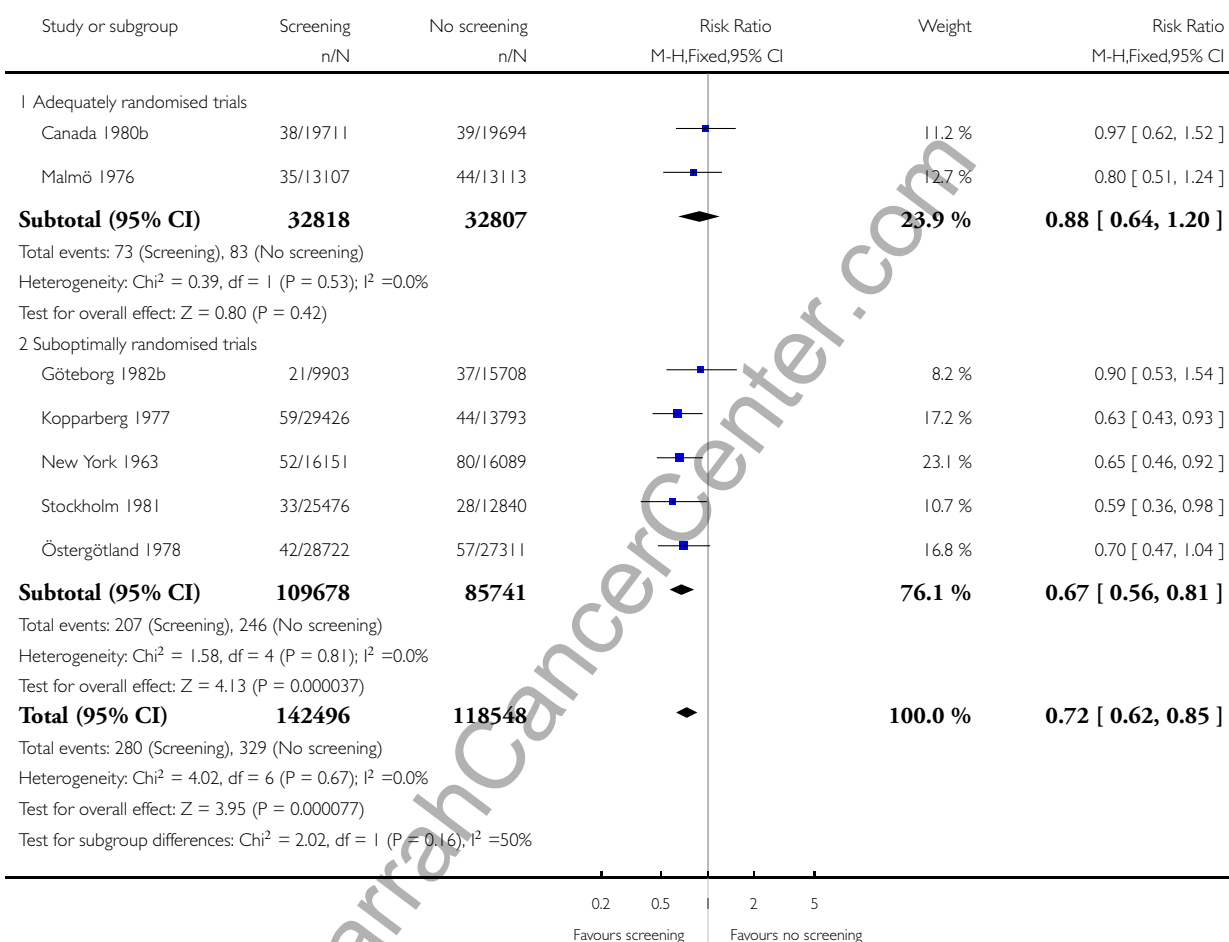 Study or subgroup Screening No screening Risk Ratio Weight Risk Ratio
n/N n/N M-H,Fixed,95% CI M-H,Fixed,95% CI
1 Adequately randomised trials
Canada 1980b 38/19711 39/19694 11.2 % 0.97 [ 0.62, 1.52 ]
Malmö 1976 35/13107 44/13113 12.7 % 0.80 [ 0.51, 1.24 ]
Subtotal (95% CI) 32818 32807 23.9 % 0.88 [ 0.64, 1.20 ]
Total events: 73 (Screening), 83 (No screening)
Heterogeneity: Chi² = 0.39, df = 1 (P = 0.53); I² =0.0%
Test for overall effect: Z = 0.80 (P = 0.42)
2 Suboptimally randomised trials
Göteborg 1982b 21/9903 37/15708 8.2 % 0.90 [ 0.53, 1.54 ]
Kopparberg 1977 59/29426 44/13793 17.2 % 0.63 [ 0.43, 0.93 ]
New York 1963 52/16151 80/16089 23.1 % 0.65 [ 0.46, 0.92 ]
Stockholm 1981 33/25476 28/12840 10.7 % 0.59 [ 0.36, 0.98 ]
Östergötland 1978 42/28722 57/27311 16.8 % 0.70 [ 0.47, 1.04 ]
Subtotal (95% CI) 109678 85741 76.1 % 0.67 [ 0.56, 0.81 ]
Total events: 207 (Screening), 246 (No screening)
Heterogeneity: Chi² = 1.58, df = 4 (P = 0.81); I² =0.0%
Test for overall effect: Z = 4.13 (P = 0.000037)
Total (95% CI) 142496 118548 100.0 % 0.72 [ 0.62, 0.85 ]
Total events: 280 (Screening), 329 (No screening)
Heterogeneity: Chi² = 4.02, df = 6 (P = 0.67); I² =0.0%
Test for overall effect: Z = 3.95 (P = 0.000077)
Test for subgroup differences: Chi² = 2.02, df = 1 (P = 0.16), I² =50%
0.2 0.5 1 2 5
Favours screening Favours no screening
arrahCancerCenter.com